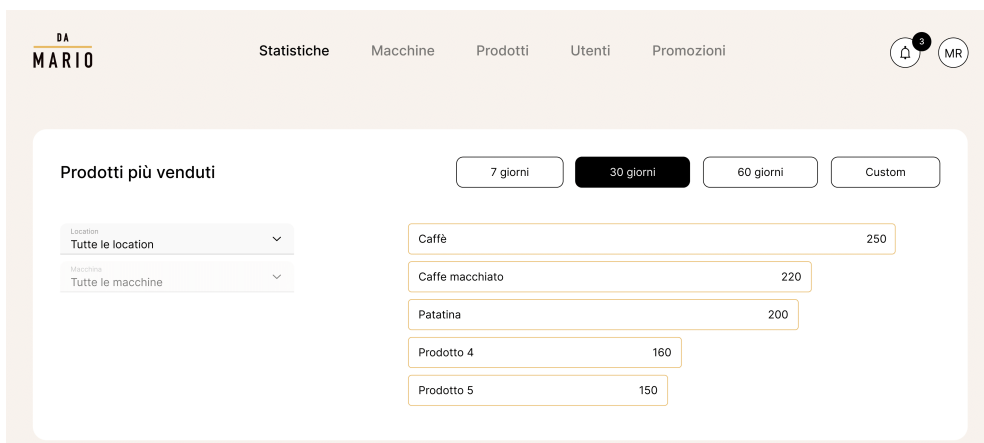 DA
MARIO
Statistiche Macchine Prodotti Utenti Promozioni
3
MR
Prodotti più venduti
7 giorni 30 giorni 60 giorni Custom
Location
Tutte le location
Macchina
Tutte le macchine
Caffè 250
Caffe macchiato 220
Patatina 200
Prodotto 4 160
Prodotto 5 150